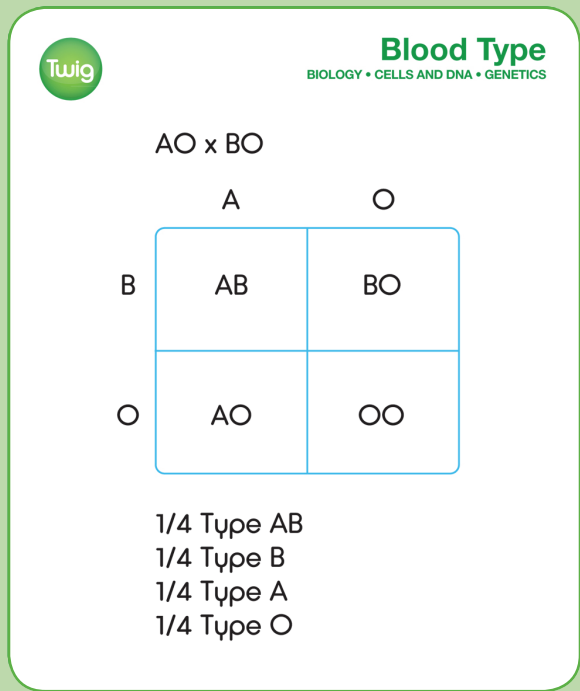 Twig
Blood Type
BIOLOGY • CELLS AND DNA • GENETICS
AO x BO
A O
B AB BO
O AO OO
1/4 Type AB
1/4 Type B
1/4 Type A
1/4 Type O